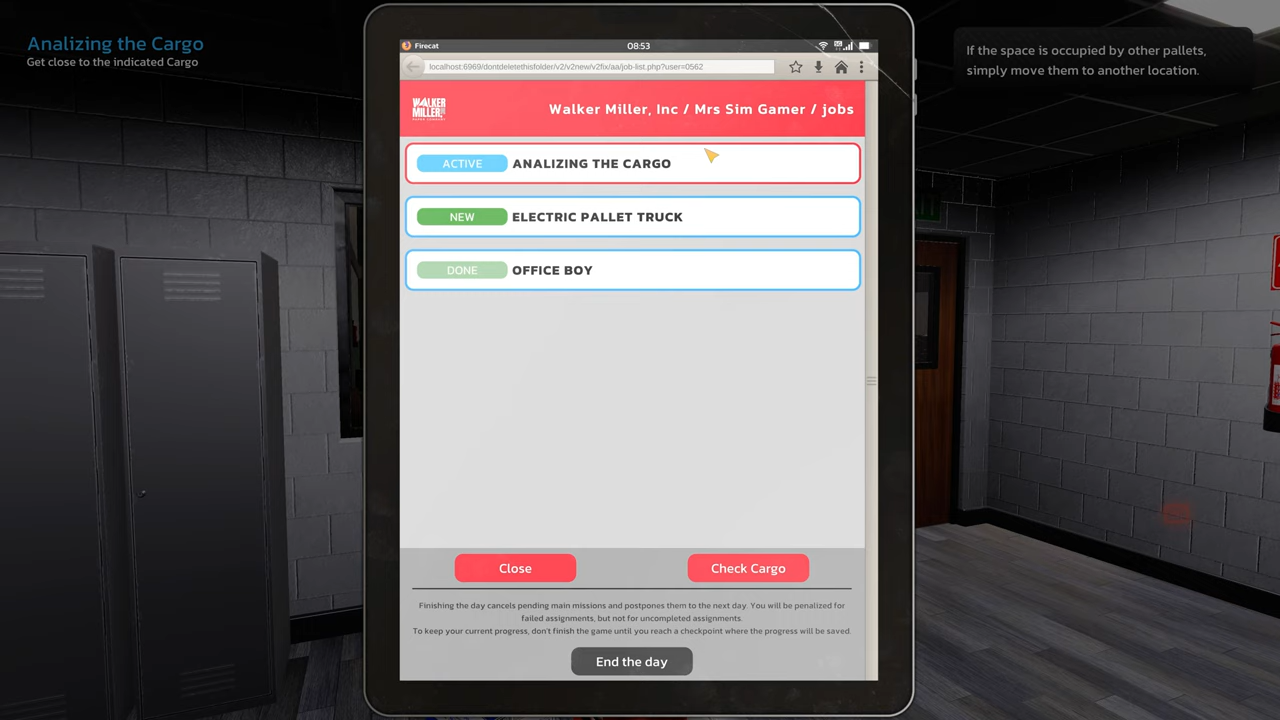 Analizing the Cargo
Get close to the indicated Cargo
If the space is occupied by other pallets,
simply move them to another location.
Firecat
08:53
localhost:6969/dontdeletethisfolder/v2/v2new/v2fix/aa/job-list.php?user=0562
WALKER
MILLER,
Walker Miller, Inc / Mrs Sim Gamer / jobs
ACTIVE ANALIZING THE CARGO
NEW ELECTRIC PALLET TRUCK
DONE OFFICE BOY
Close
Check Cargo
Finishing the day cancels pending main missions and postpones them to the next day. You will be penalized for
failed assignments, but not for uncompleted assignments.
To keep your current progress, don't finish the game until you reach a checkpoint where the progress will be saved.
End the day